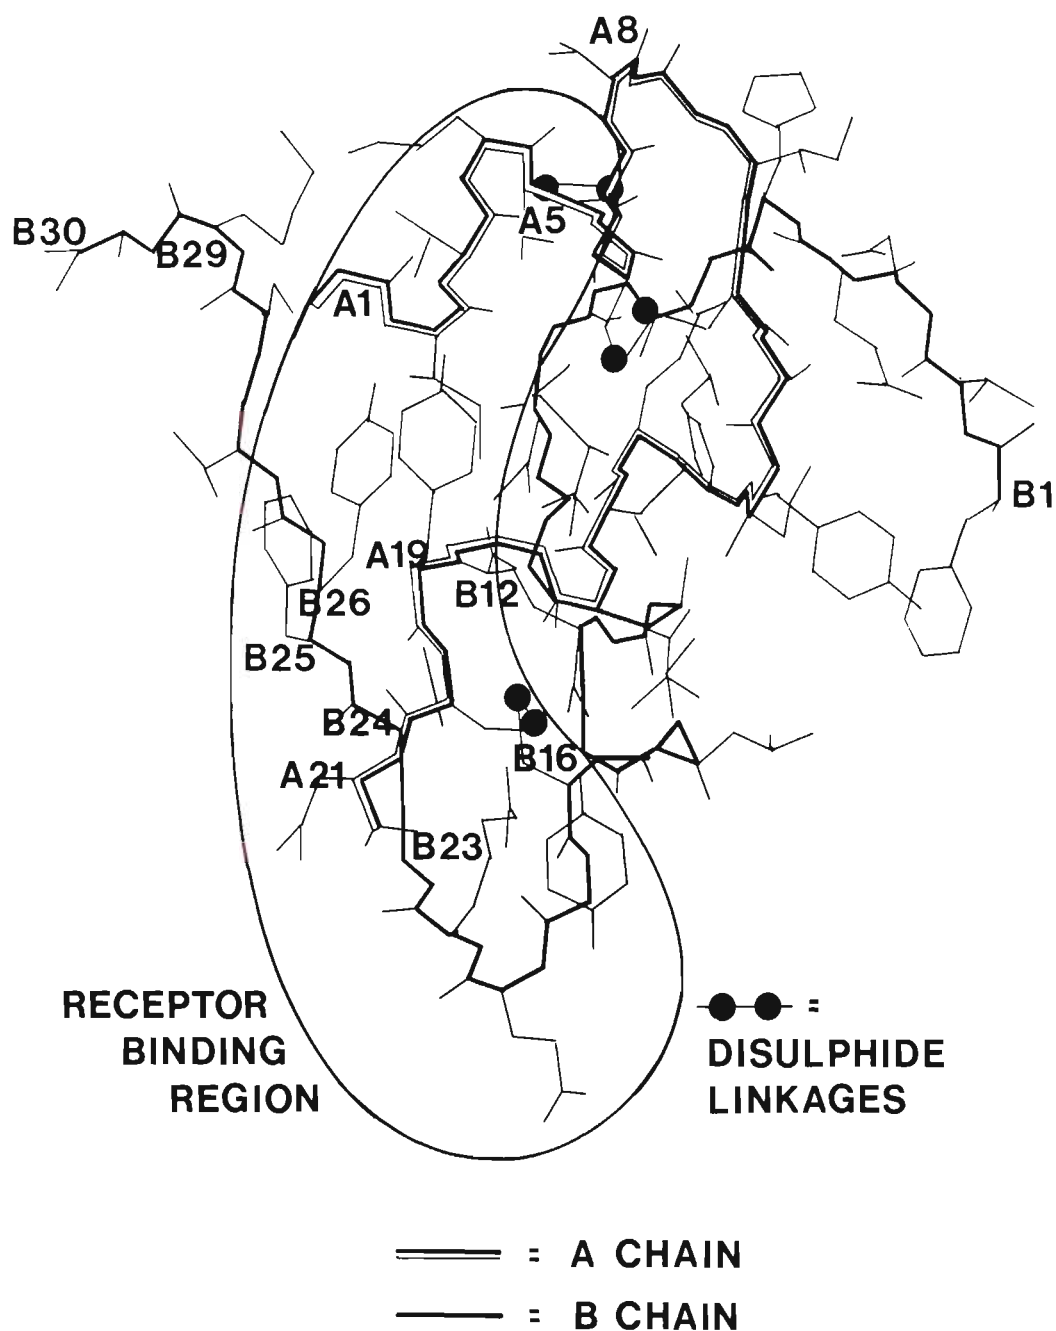 A8
B30
B29
A5
A1
B1
A19
B12
B26
B25
B24
B16
A21
B23
RECEPTOR
BINDING
REGION
=
DISULPHIDE
LINKAGES
= A CHAIN
= B CHAIN